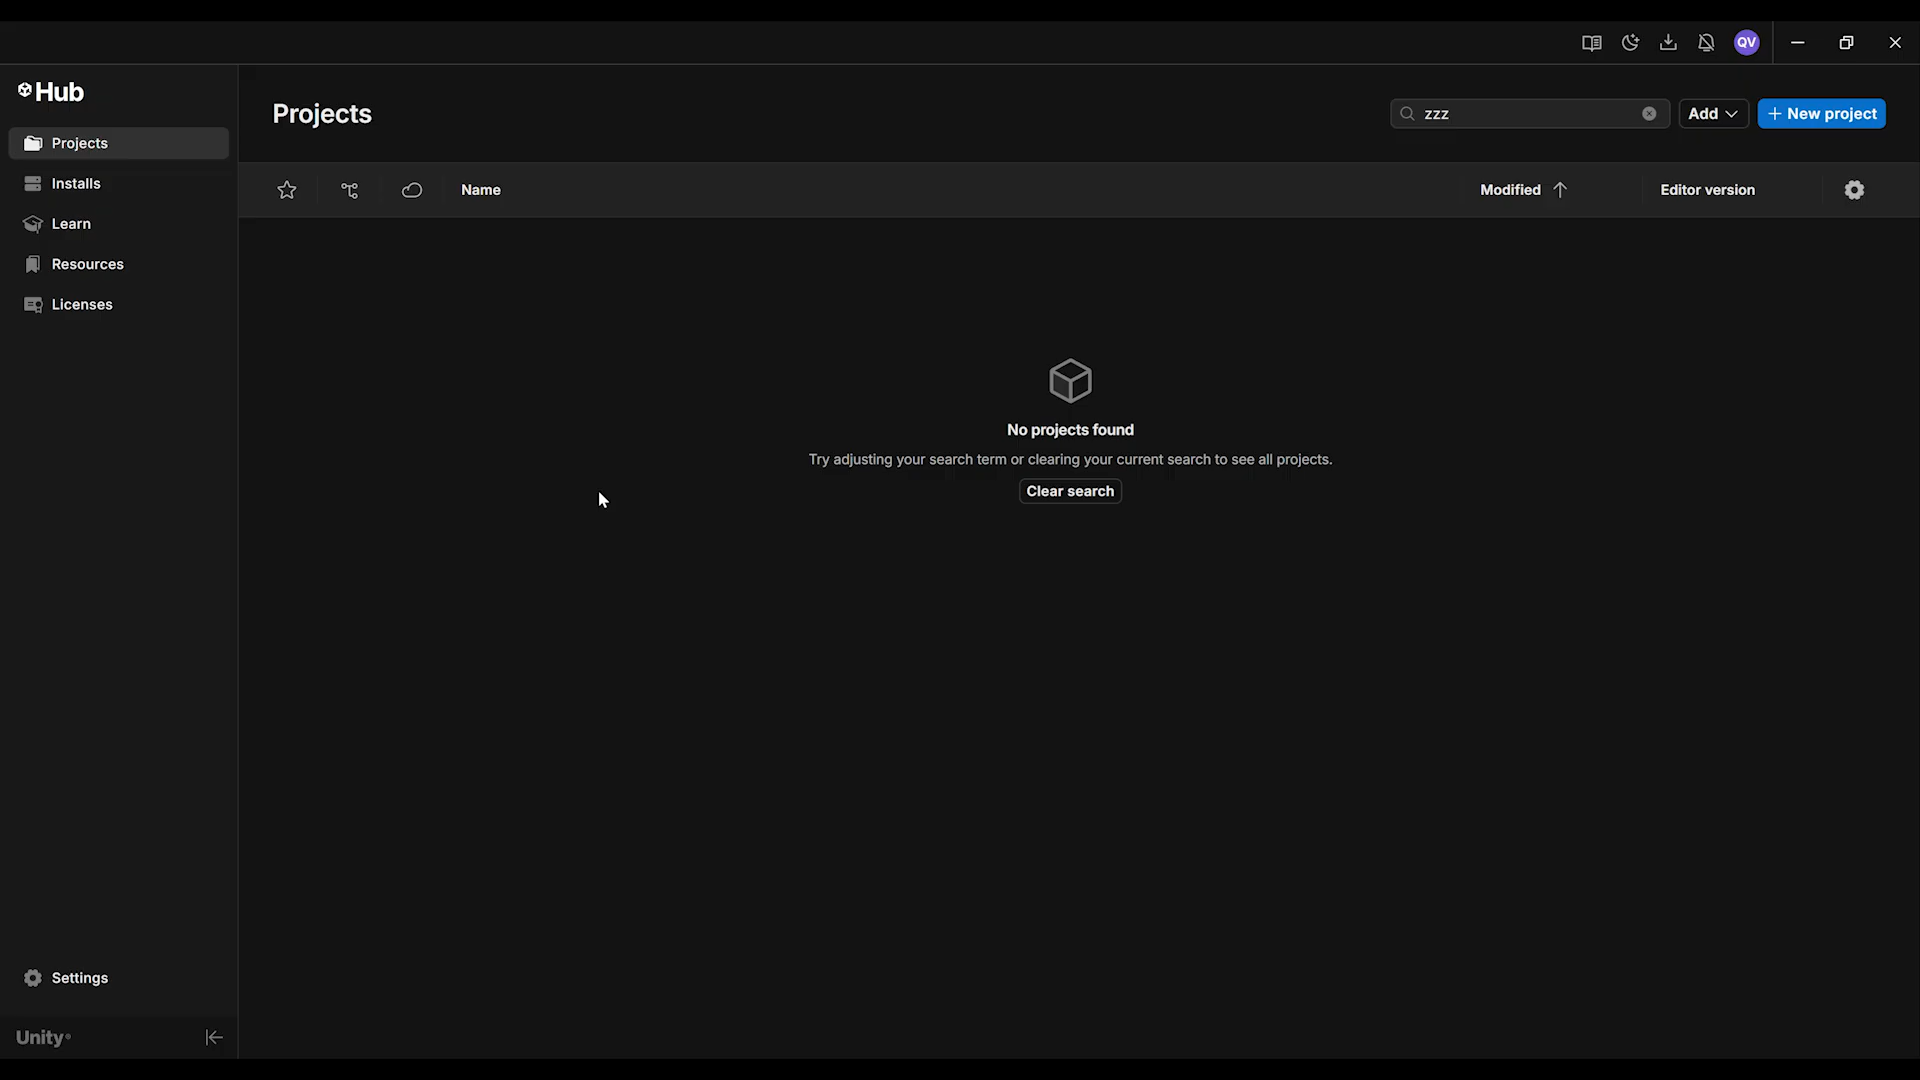 QV
Hub
Projects
zzz
Add
New project
Projects
Installs
Learn
Resources
Licenses
Name
Modified
Editor version
No projects found
Try adjusting your search term or clearing your current search to see all projects.
Clear search
Settings
Unity